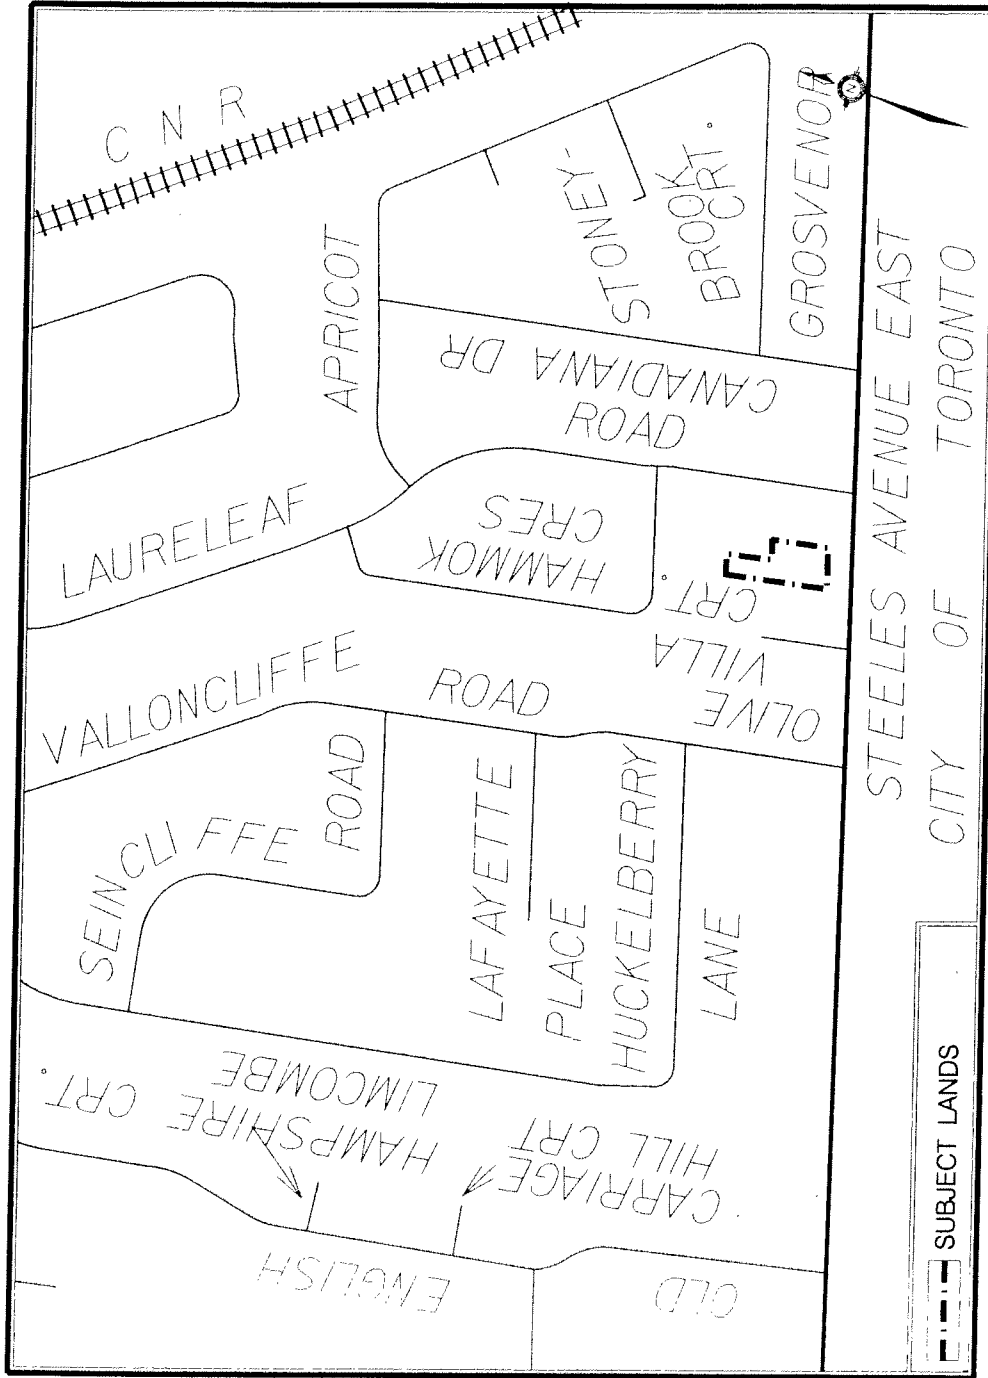 C N R
APRICOT
STONEY-
BROOK
CRT.
GROSVENOR
N
LAURELEAF
ROAD
CANADIANA DR
HAMMOK
CRES
VALLONCLIFFE
ROAD
OLIVE
VILLA
CRT.
SEINCLIFFE
ROAD
LAFAYETTE
PLACE
HUCKELBERRY
LANE
LIMCOMBE
HAMPSHIRE CRT.
CARRIAGE
HILL CRT
OLD
ENGLISH
STEELES AVENUE EAST
CITY OF TORONTO
SUBJECT LANDS